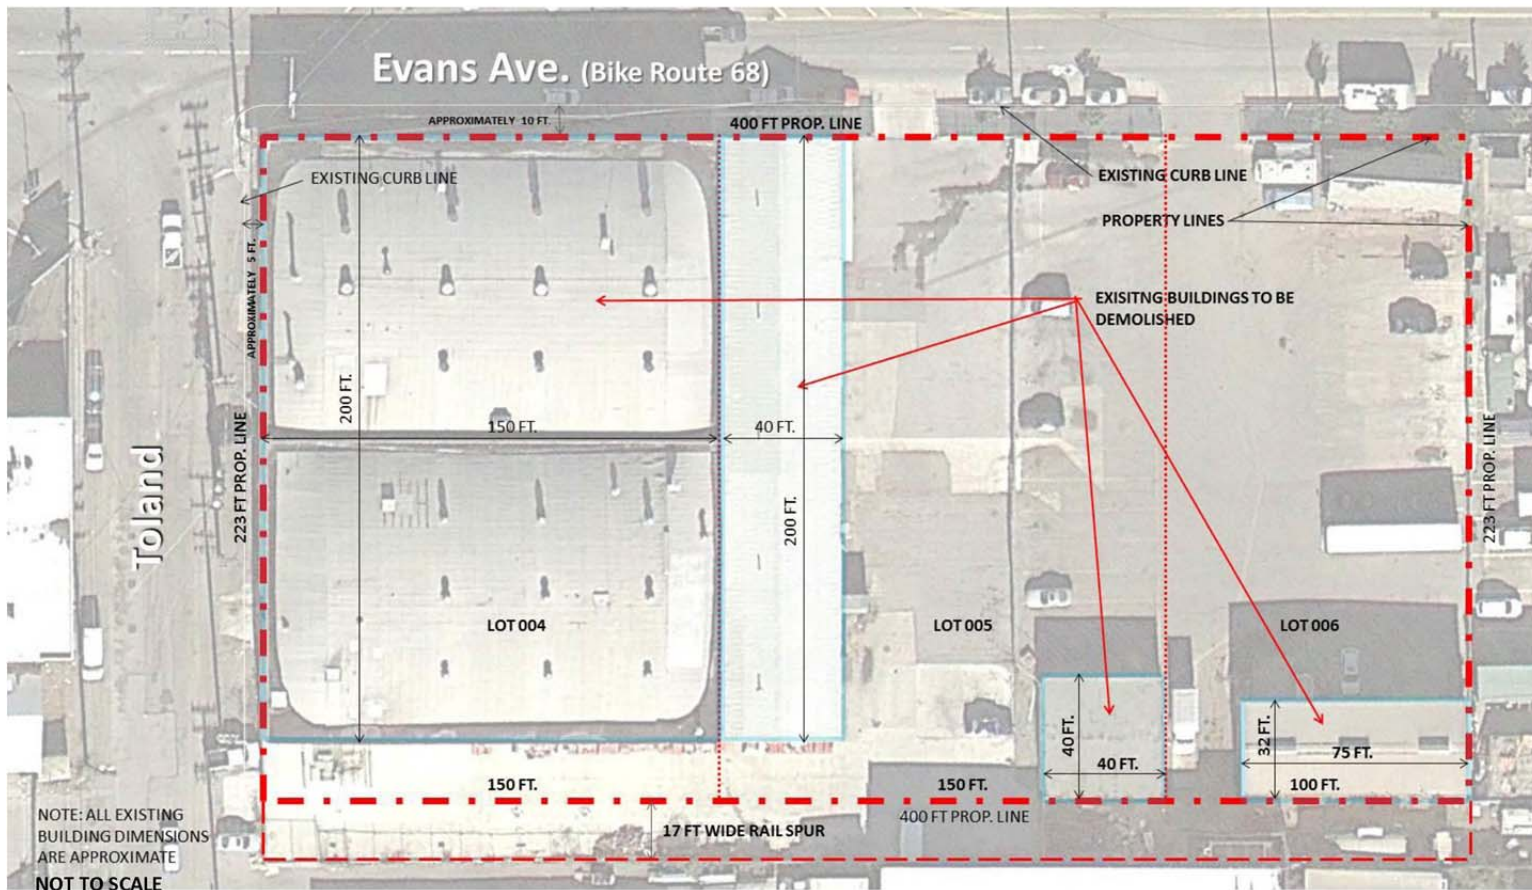 Evans Ave. (Bike Route 68)
APPROXIMATELY 10 FT.
400 FT PROP. LINE
EXISTING CURB LINE
EXISTING CURB LINE
PROPERTY LINES
APPROXIMATELY 5 FT.
EXISITNG BUILDINGS TO BE
DEMOLISHED
200 FT.
150 FT.
40 FT.
223 FT PROP. LINE
223 FT PROP. LINE
Toland
200 FT.
LOT 004
LOT 005
LOT 006
40 FT.
32 FT.
75 FT.
40 FT.
150 FT.
150 FT.
100 FT.
400 FT PROP. LINE
17 FT WIDE RAIL SPUR
NOTE: ALL EXISTING
BUILDING DIMENSIONS
ARE APPROXIMATE
NOT TO SCALE